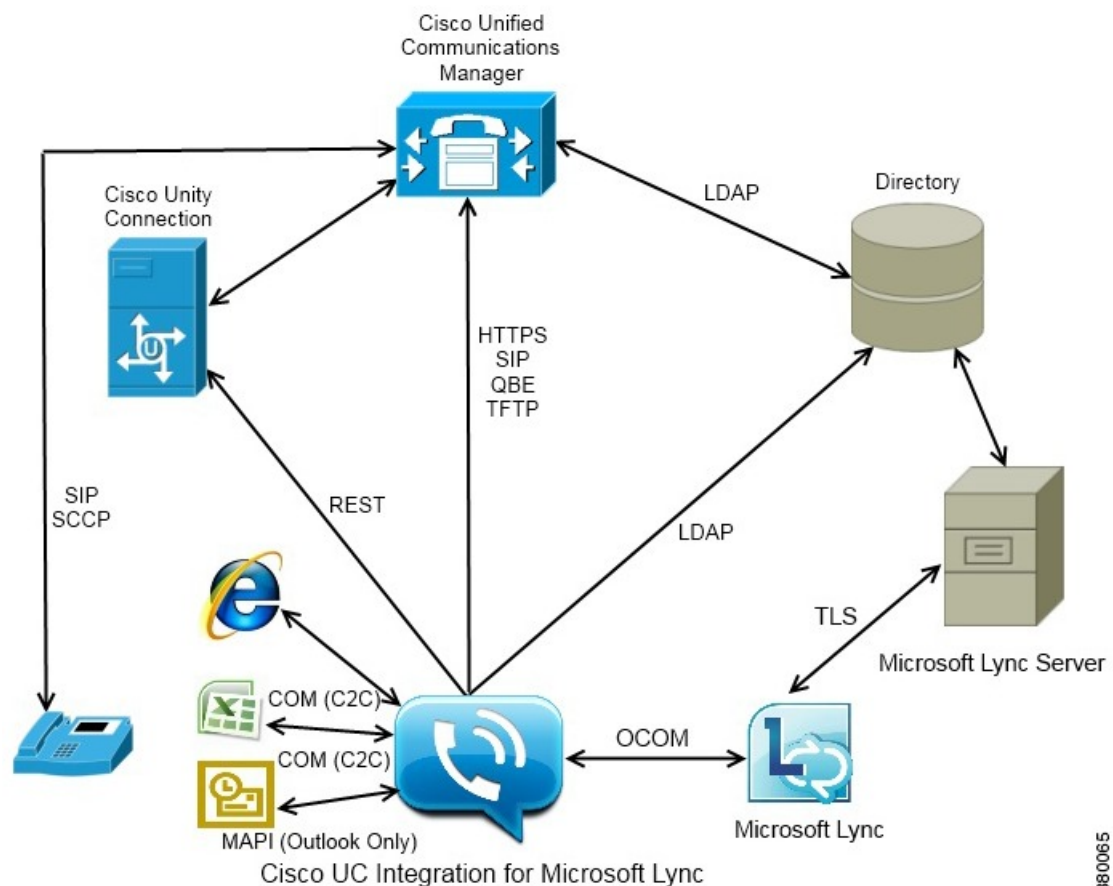 Cisco Unified
Communications
Manager
Cisco Unity
Connection
LDAP
Directory
HTTPS
SIP
QBE
TFTP
SIP
SCCP
REST
LDAP
TLS
Microsoft Lync Server
COM (C2C)
COM (C2C)
OCOM
MAPI (Outlook Only)
Microsoft Lync
Cisco UC Integration for Microsoft Lync